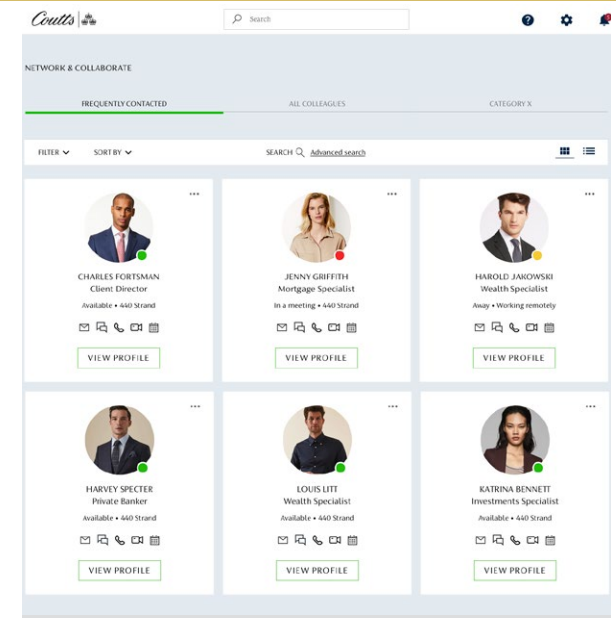 Coutts
Search
NETWORK & COLLABORATE
FREQUENTLY CONTACTED ALL COLLEAGUES CATEGORY X
FILTER SORT BY SEARCH Advanced search
CHARLES FORTSMAN
Client Director
Available • 440 Strand
VIEW PROFILE
JENNY GRIFFITH
Mortgage Specialist
In a meeting • 440 Strand
VIEW PROFILE
HAROLD JAKOWSKI
Wealth Specialist
Away • Working remotely
VIEW PROFILE
HARVEY SPECTER
Private Banker
Available • 440 Strand
VIEW PROFILE
LOUIS LITT
Wealth Specialist
Available • 440 Strand
VIEW PROFILE
KATRINA BENNETT
Investments Specialist
Available • 440 Strand
VIEW PROFILE